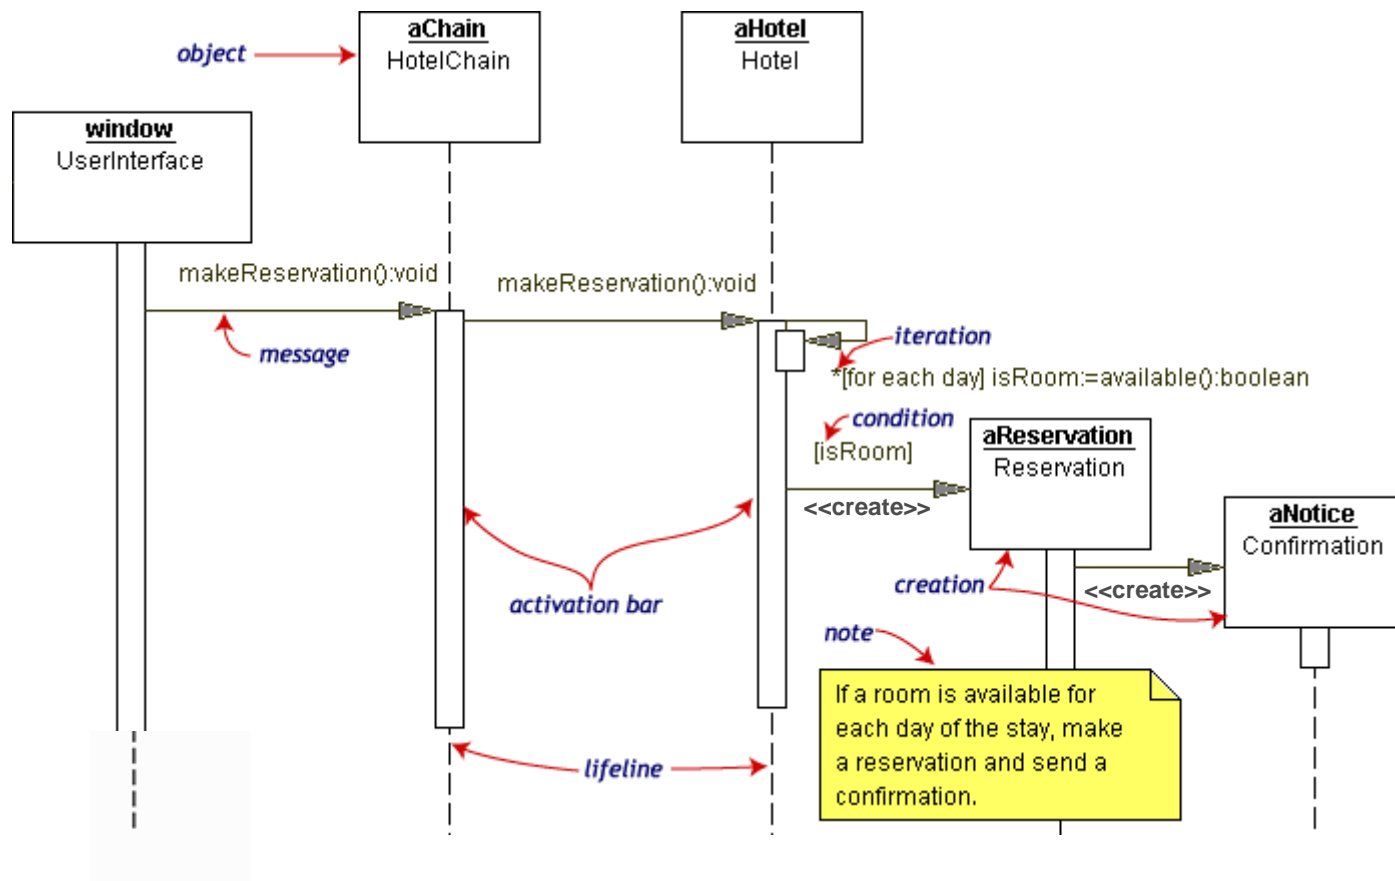 aChain
HotelChain
aHotel
Hotel
object
window
UserInterface
makeReservation():void
makeReservation():void
message
iteration
*[for each day] isRoom:=available():boolean
condition
[isRoom]
aReservation
Reservation
<<create>>
aNotice
Confirmation
activation bar
creation
<<create>>
note
If a room is available for
each day of the stay, make
a reservation and send a
confirmation.
lifeline